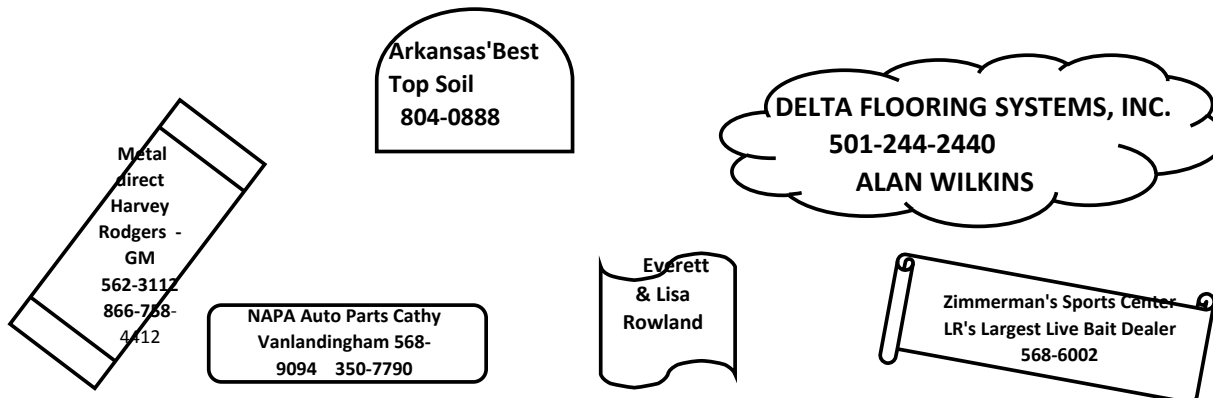 Arkansas'Best
Top Soil
804-0888
DELTA FLOORING SYSTEMS, INC.
501-244-2440
ALAN WILKINS
Metal
direct
Harvey
Rodgers -
GM
562-3112
866-758-
4412
NAPA Auto Parts Cathy
Vanlandingham 568-
9094 350-7790
Everett
& Lisa
Rowland
Zimmerman's Sports Center
LR's Largest Live Bait Dealer
568-6002